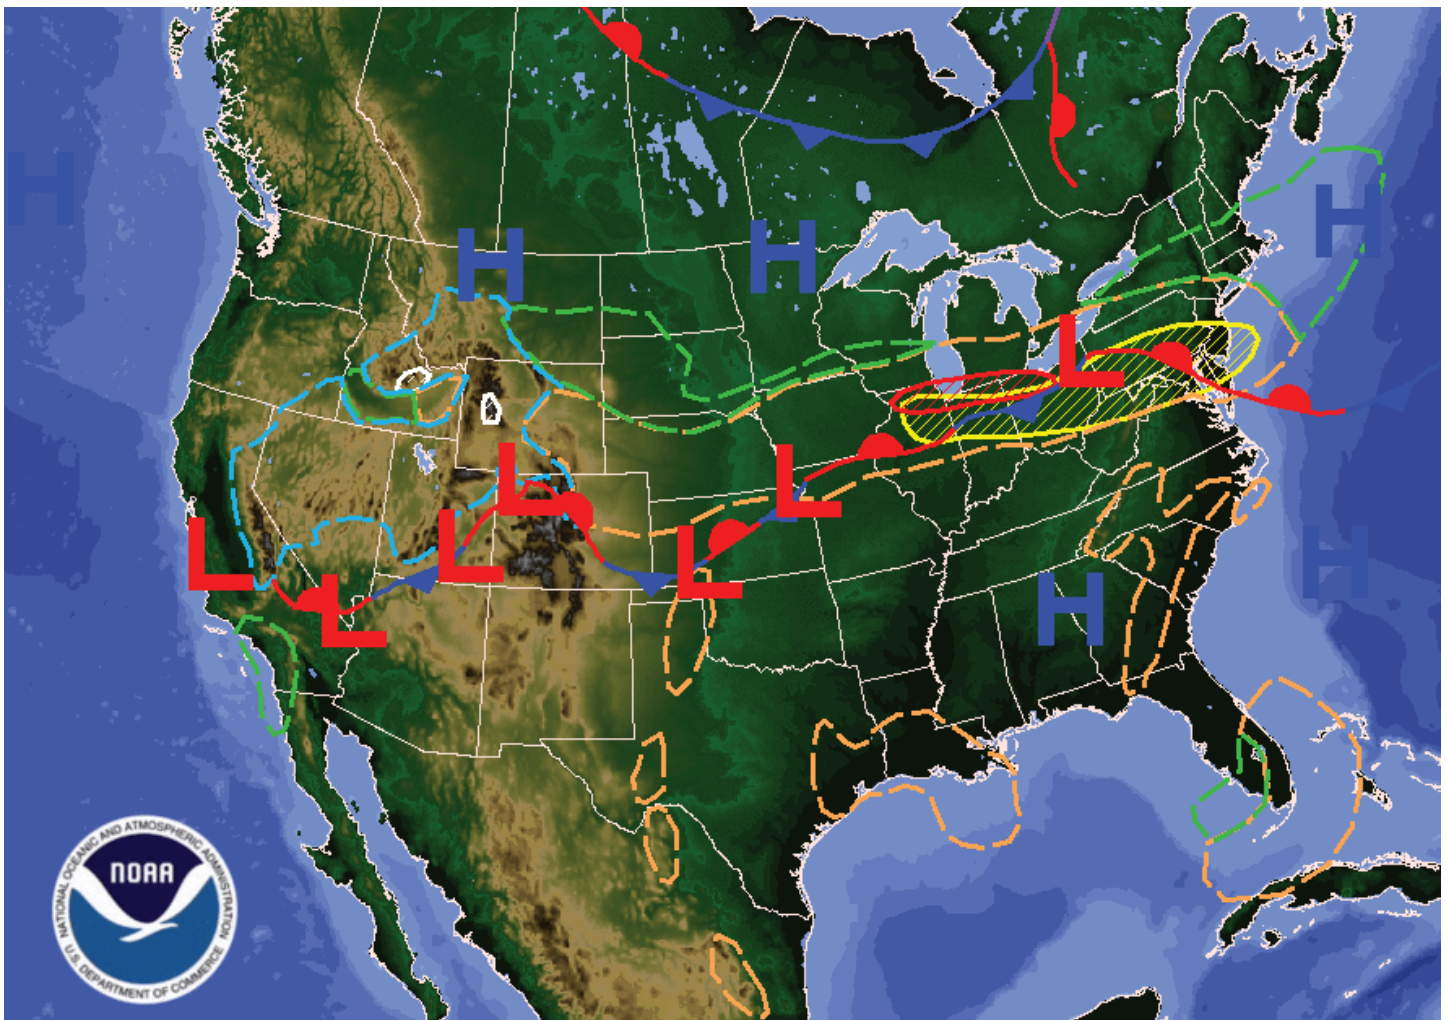 H
H
H
H
L
L
L
L
L
L
L
H
H
NATIONAL OCEANIC AND ATMOSPHERIC ADMINISTRATION
NOAA
U.S. DEPARTMENT OF COMMERCE